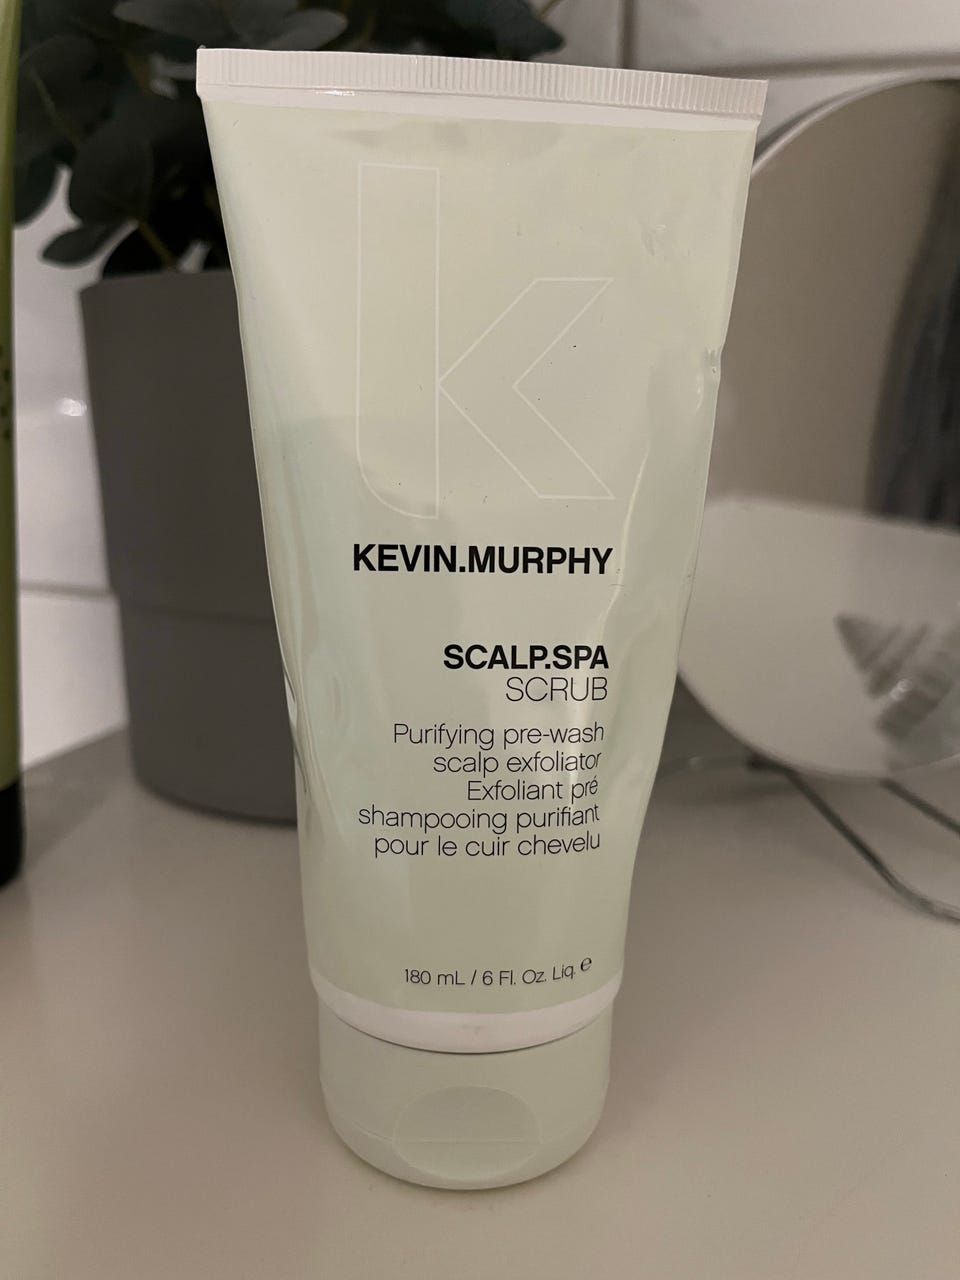 k
KEVIN.MURPHY
SCALP.SPA
SCRUB
Purifying pre-wash
scalp exfoliator
Exfoliant pré
shampooing purifiant
pour le cuir chevelu
180 mL / 6 Fl. Oz. Liq. ℮